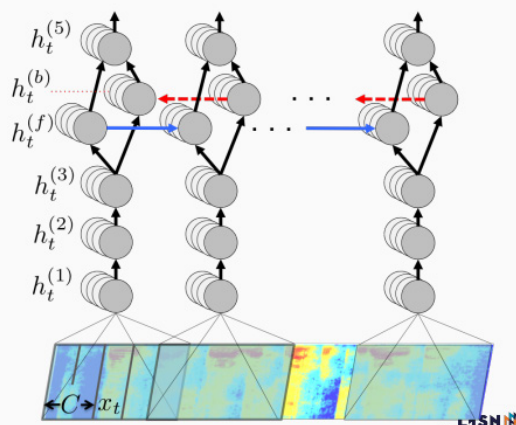 h_t^{(5)}
h_t^{(b)}
. . .
h_t^{(f)}
. . .
h_t^{(3)}
h_t^{(2)}
h_t^{(1)}
C x_t